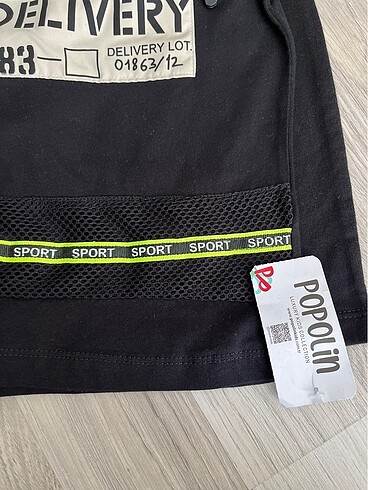 DELIVERY
83-
DELIVERY LOT.
01863/12
SPORT SPORT SPORT SPORT SPORT
POPOLIN
LUXURY KIDS COLLECTION